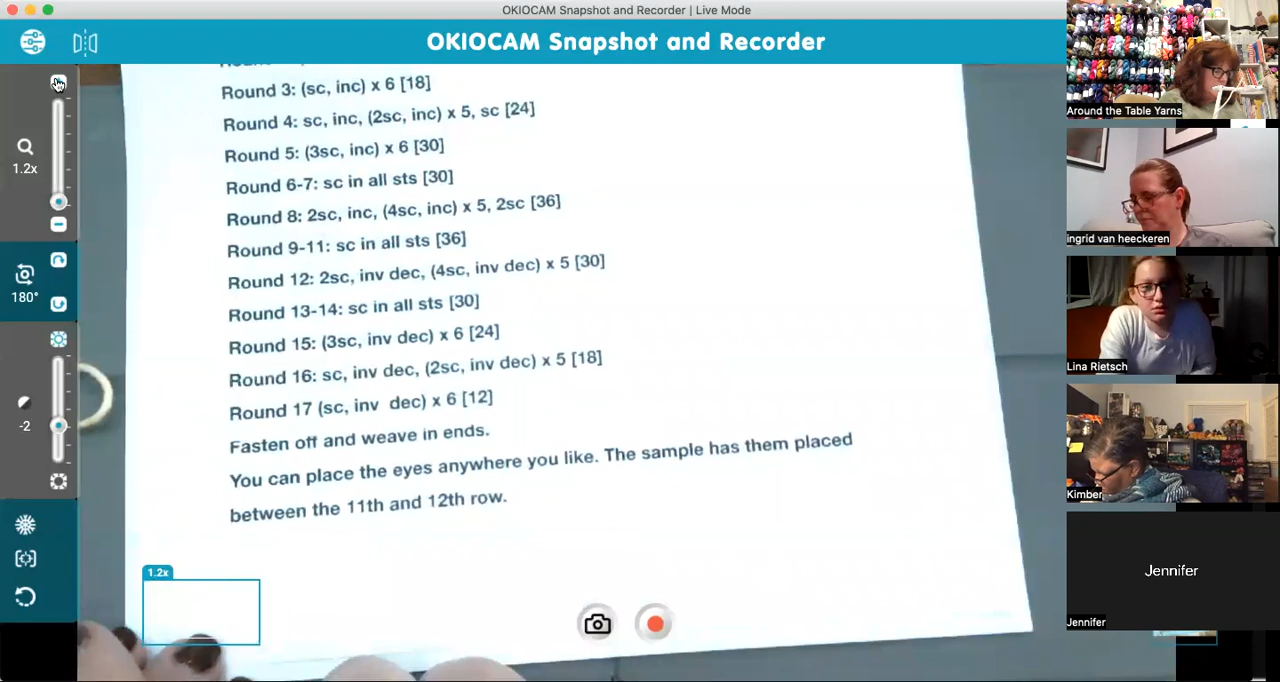 OKIOCAM Snapshot and Recorder | Live Mode
OKIOCAM Snapshot and Recorder
Round 3: (sc, inc) x 6 [18]
Round 4: sc, inc, (2sc, inc) x 5, sc [24]
Round 5: (3sc, inc) x 6 [30]
Round 6-7: sc in all sts [30]
Round 8: 2sc, inc, (4sc, inc) x 5, 2sc [36]
Round 9-11: sc in all sts [36]
Round 12: 2sc, inv dec, (4sc, inv dec) x 5 [30]
Round 13-14: sc in all sts [30]
Round 15: (3sc, inv dec) x 6 [24]
Round 16: sc, inv dec, (2sc, inv dec) x 5 [18]
Round 17 (sc, inv dec) x 6 [12]
Fasten off and weave in ends.
You can place the eyes anywhere you like. The sample has them placed
between the 11th and 12th row.
1.2x
180°
-2
1.2x
Around the Table Yarns
ingrid van heeckeren
Lina Rietsch
Kimber
Jennifer
Jennifer